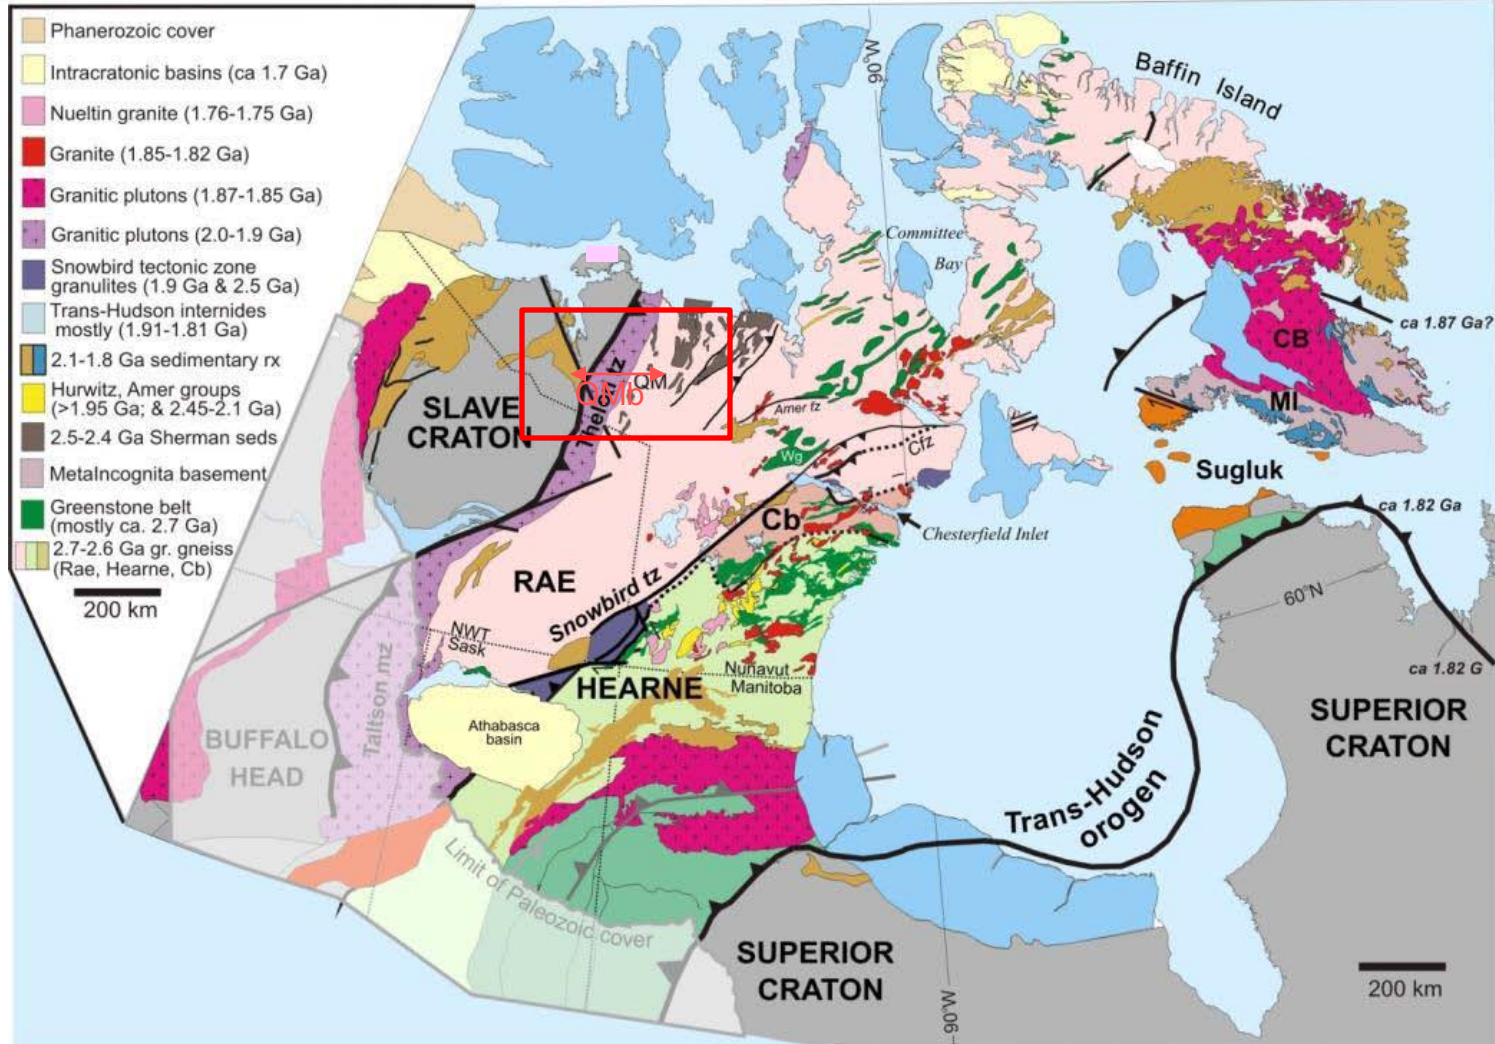 Phanerozoic cover
Intracratonic basins (ca 1.7 Ga)
Nueltin granite (1.76-1.75 Ga)
Granite (1.85-1.82 Ga)
Granitic plutons (1.87-1.85 Ga)
Granitic plutons (2.0-1.9 Ga)
Snowbird tectonic zone
granulites (1.9 Ga & 2.5 Ga)
Trans-Hudson internides
mostly (1.91-1.81 Ga)
2.1-1.8 Ga sedimentary rx
Hurwitz, Amer groups
(>1.95 Ga; & 2.45-2.1 Ga)
2.5-2.4 Ga Sherman seds
MetaIncognita basement
Greenstone belt
(mostly ca. 2.7 Ga)
2.7-2.6 Ga gr. gneiss
(Rae, Hearne, Cb)
200 km
90°W
Baffin Island
Committee
Bay
ca 1.87 Ga?
CB
MI
SLAVE
CRATON
Thelon tz
QM
QMb
Amer tz
Wg
Cfz
Sugluk
ca 1.82 Ga
Cb
Chesterfield Inlet
RAE
Snowbird tz
60°N
NWT
Sask
Nunavut
Manitoba
HEARNE
ca 1.82 G
SUPERIOR
CRATON
Athabasca
basin
Taltson mz
BUFFALO
HEAD
Trans-Hudson
orogen
Limit of Paleozoic cover
SUPERIOR
CRATON
90°W
200 km